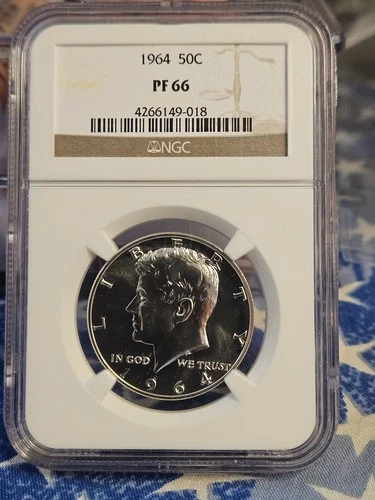 1964 50C
PF 66
4266149-018
NGC
LIBERTY
IN GOD WE TRUST
1964